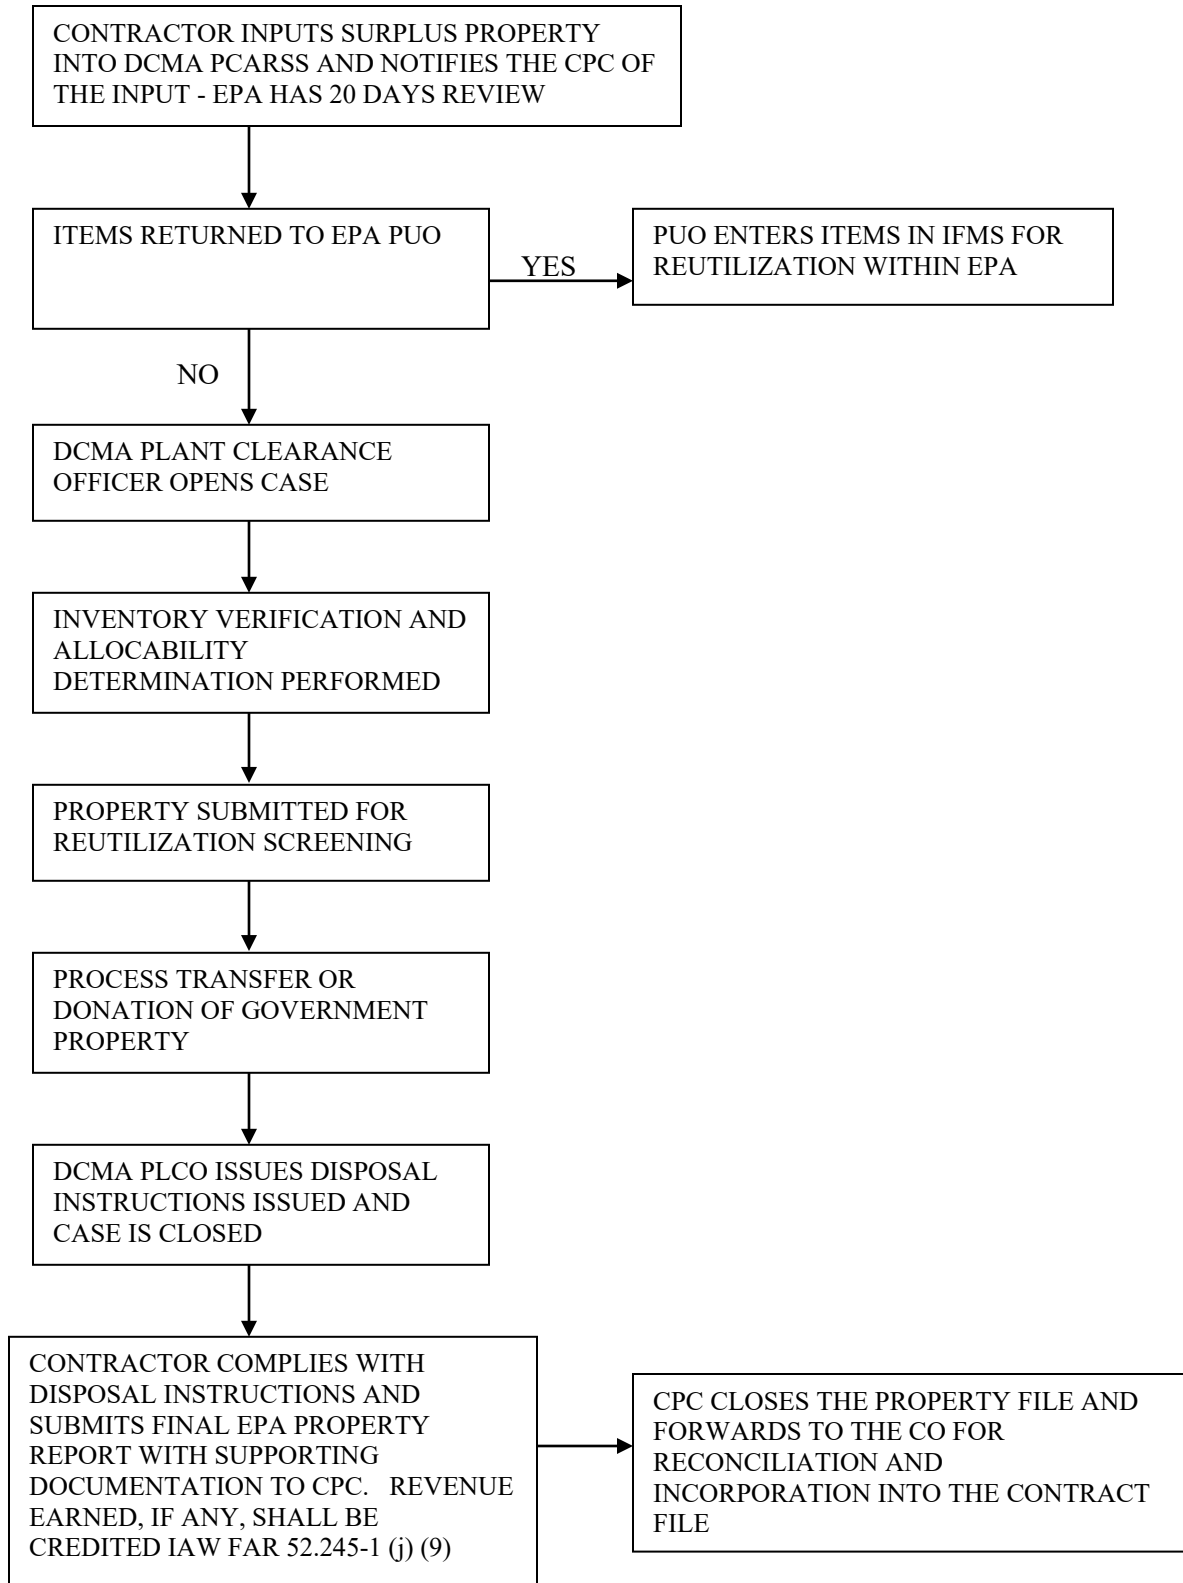 CONTRACTOR INPUTS SURPLUS PROPERTY
INTO DCMA PCARSS AND NOTIFIES THE CPC OF
THE INPUT - EPA HAS 20 DAYS REVIEW
ITEMS RETURNED TO EPA PUO
YES
PUO ENTERS ITEMS IN IFMS FOR
REUTILIZATION WITHIN EPA
NO
DCMA PLANT CLEARANCE
OFFICER OPENS CASE
INVENTORY VERIFICATION AND
ALLOCABILITY
DETERMINATION PERFORMED
PROPERTY SUBMITTED FOR
REUTILIZATION SCREENING
PROCESS TRANSFER OR
DONATION OF GOVERNMENT
PROPERTY
DCMA PLCO ISSUES DISPOSAL
INSTRUCTIONS ISSUED AND
CASE IS CLOSED
CONTRACTOR COMPLIES WITH
DISPOSAL INSTRUCTIONS AND
SUBMITS FINAL EPA PROPERTY
REPORT WITH SUPPORTING
DOCUMENTATION TO CPC. REVENUE
EARNED, IF ANY, SHALL BE
CREDITED IAW FAR 52.245-1 (j) (9)
CPC CLOSES THE PROPERTY FILE AND
FORWARDS TO THE CO FOR
RECONCILIATION AND
INCORPORATION INTO THE CONTRACT
FILE